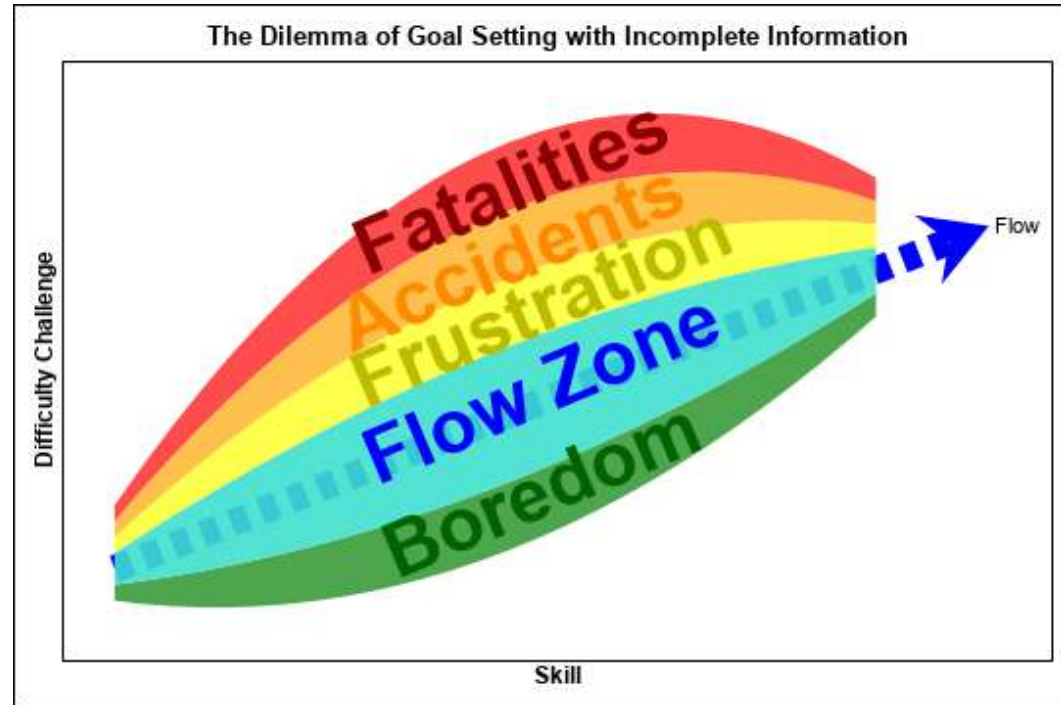 The Dilemma of Goal Setting with Incomplete Information
Fatalities
Accidents
Frustration
Flow Zone
Boredom
Flow
Difficulty Challenge
Skill